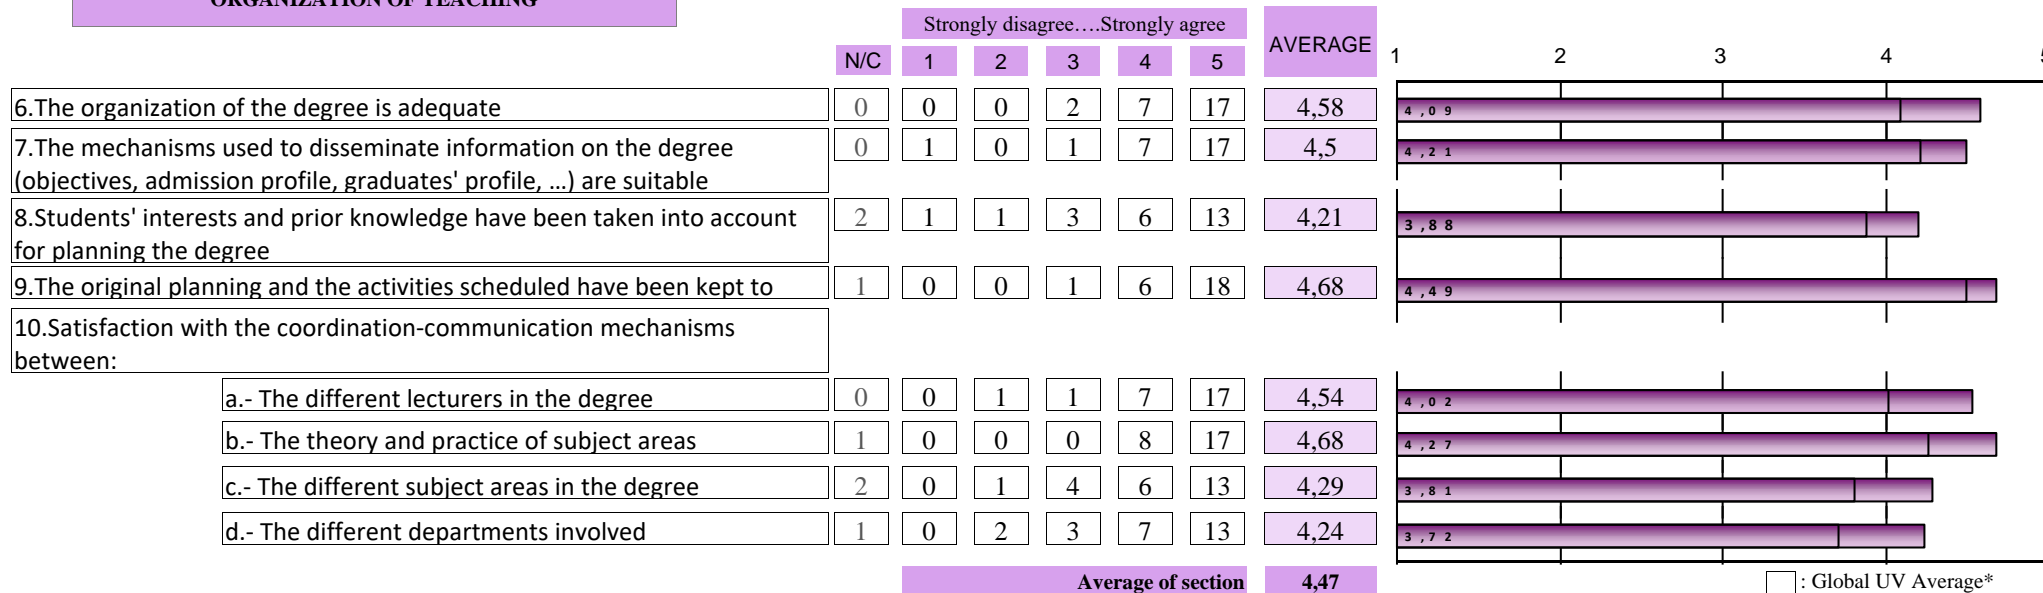 ORGANIZATION OF TEACHING
Strongly disagree….Strongly agree
AVERAGE
N/C 1 2 3 4 5
1 2 3 4 5
6.The organization of the degree is adequate 0 0 0 2 7 17 4,58 4,09
7.The mechanisms used to disseminate information on the degree
(objectives, admission profile, graduates' profile, …) are suitable 0 1 0 1 7 17 4,5 4,21
8.Students' interests and prior knowledge have been taken into account
for planning the degree 2 1 1 3 6 13 4,21 3,88
9.The original planning and the activities scheduled have been kept to 1 0 0 1 6 18 4,68 4,49
10.Satisfaction with the coordination-communication mechanisms
between:
a.- The different lecturers in the degree 0 0 1 1 7 17 4,54 4,02
b.- The theory and practice of subject areas 1 0 0 0 8 17 4,68 4,27
c.- The different subject areas in the degree 2 0 1 4 6 13 4,29 3,81
d.- The different departments involved 1 0 2 3 7 13 4,24 3,72
Average of section 4,47
: Global UV Average*